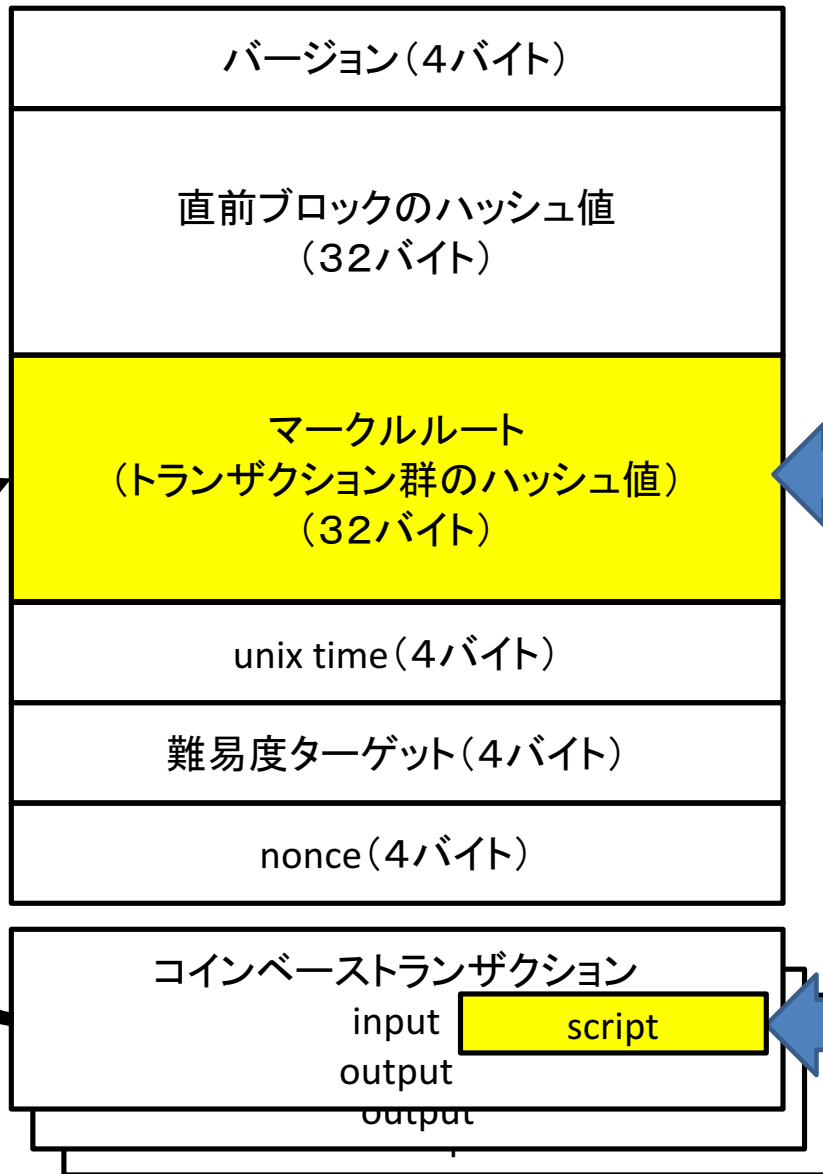 バージョン（４バイト）
直前ブロックのハッシュ値
（３２バイト）
マークルルート
（トランザクション群のハッシュ値）
（３２バイト）
unix time（４バイト）
難易度ターゲット（４バイト）
nonce（４バイト）
コインベーストランザクション
input script
output
output